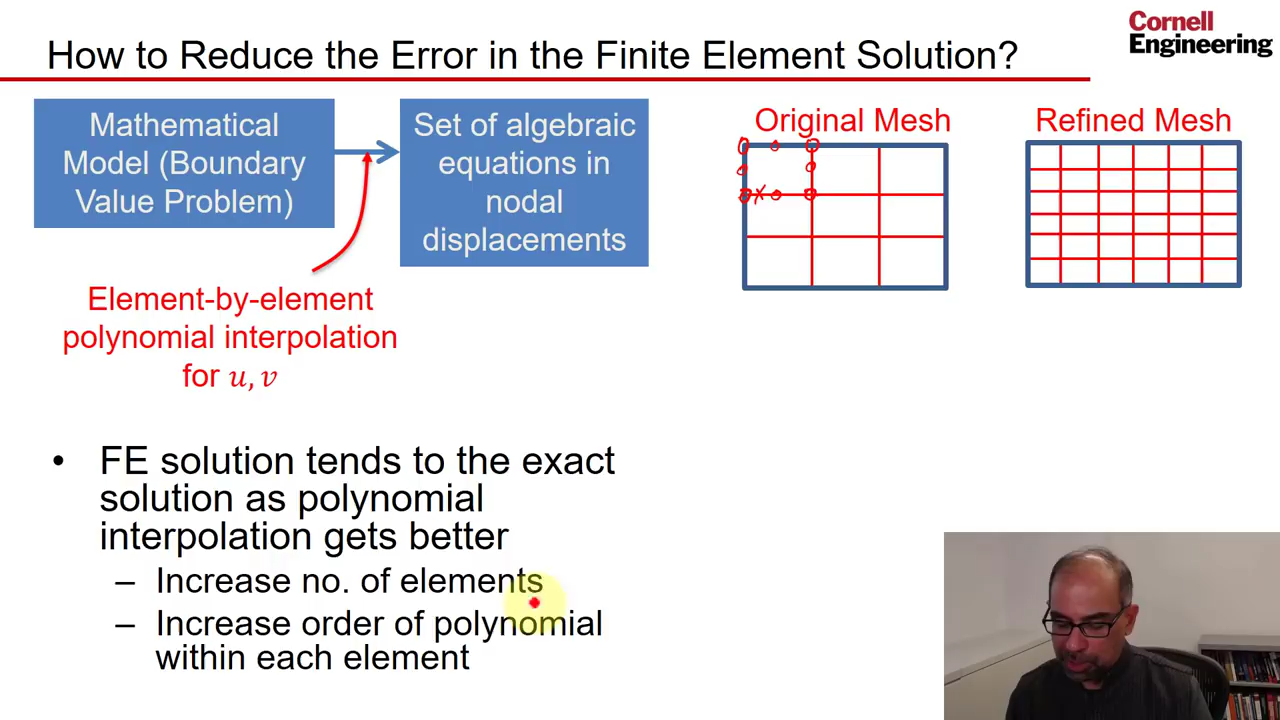 How to Reduce the Error in the Finite Element Solution?
Cornell
Engineering
Mathematical
Model (Boundary
Value Problem)
Set of algebraic
equations in
nodal
displacements
Element-by-element
polynomial interpolation
for u, v
Original Mesh
Refined Mesh
• FE solution tends to the exact
solution as polynomial
interpolation gets better
– Increase no. of elements
– Increase order of polynomial
within each element